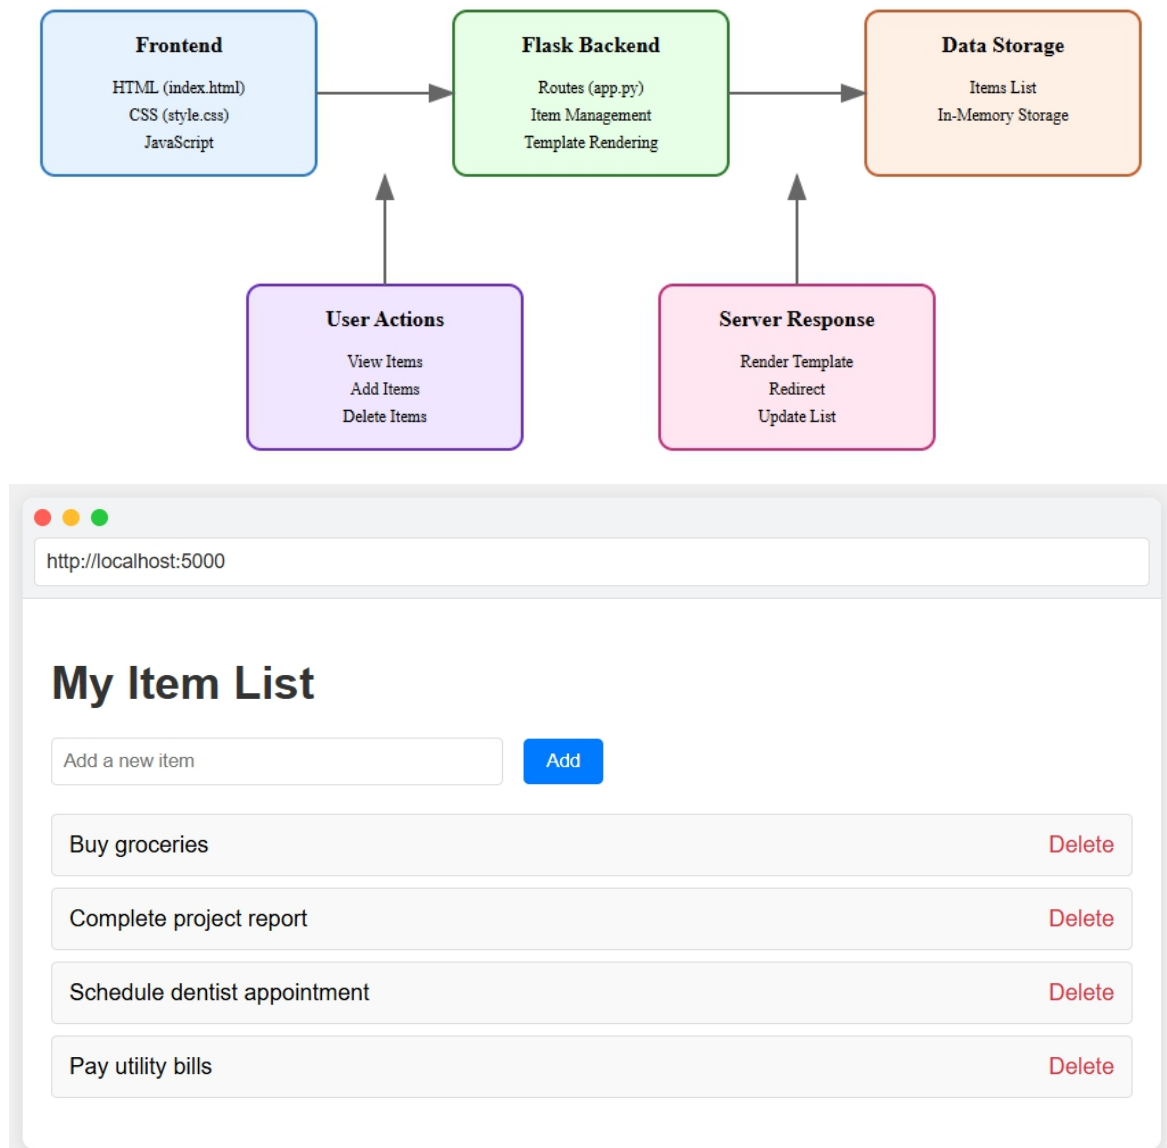 Frontend
HTML (index.html)
CSS (style.css)
JavaScript
Flask Backend
Routes (app.py)
Item Management
Template Rendering
Data Storage
Items List
In-Memory Storage
User Actions
View Items
Add Items
Delete Items
Server Response
Render Template
Redirect
Update List
http://localhost:5000
My Item List
Add a new item
Add
Buy groceries
Delete
Complete project report
Delete
Schedule dentist appointment
Delete
Pay utility bills
Delete